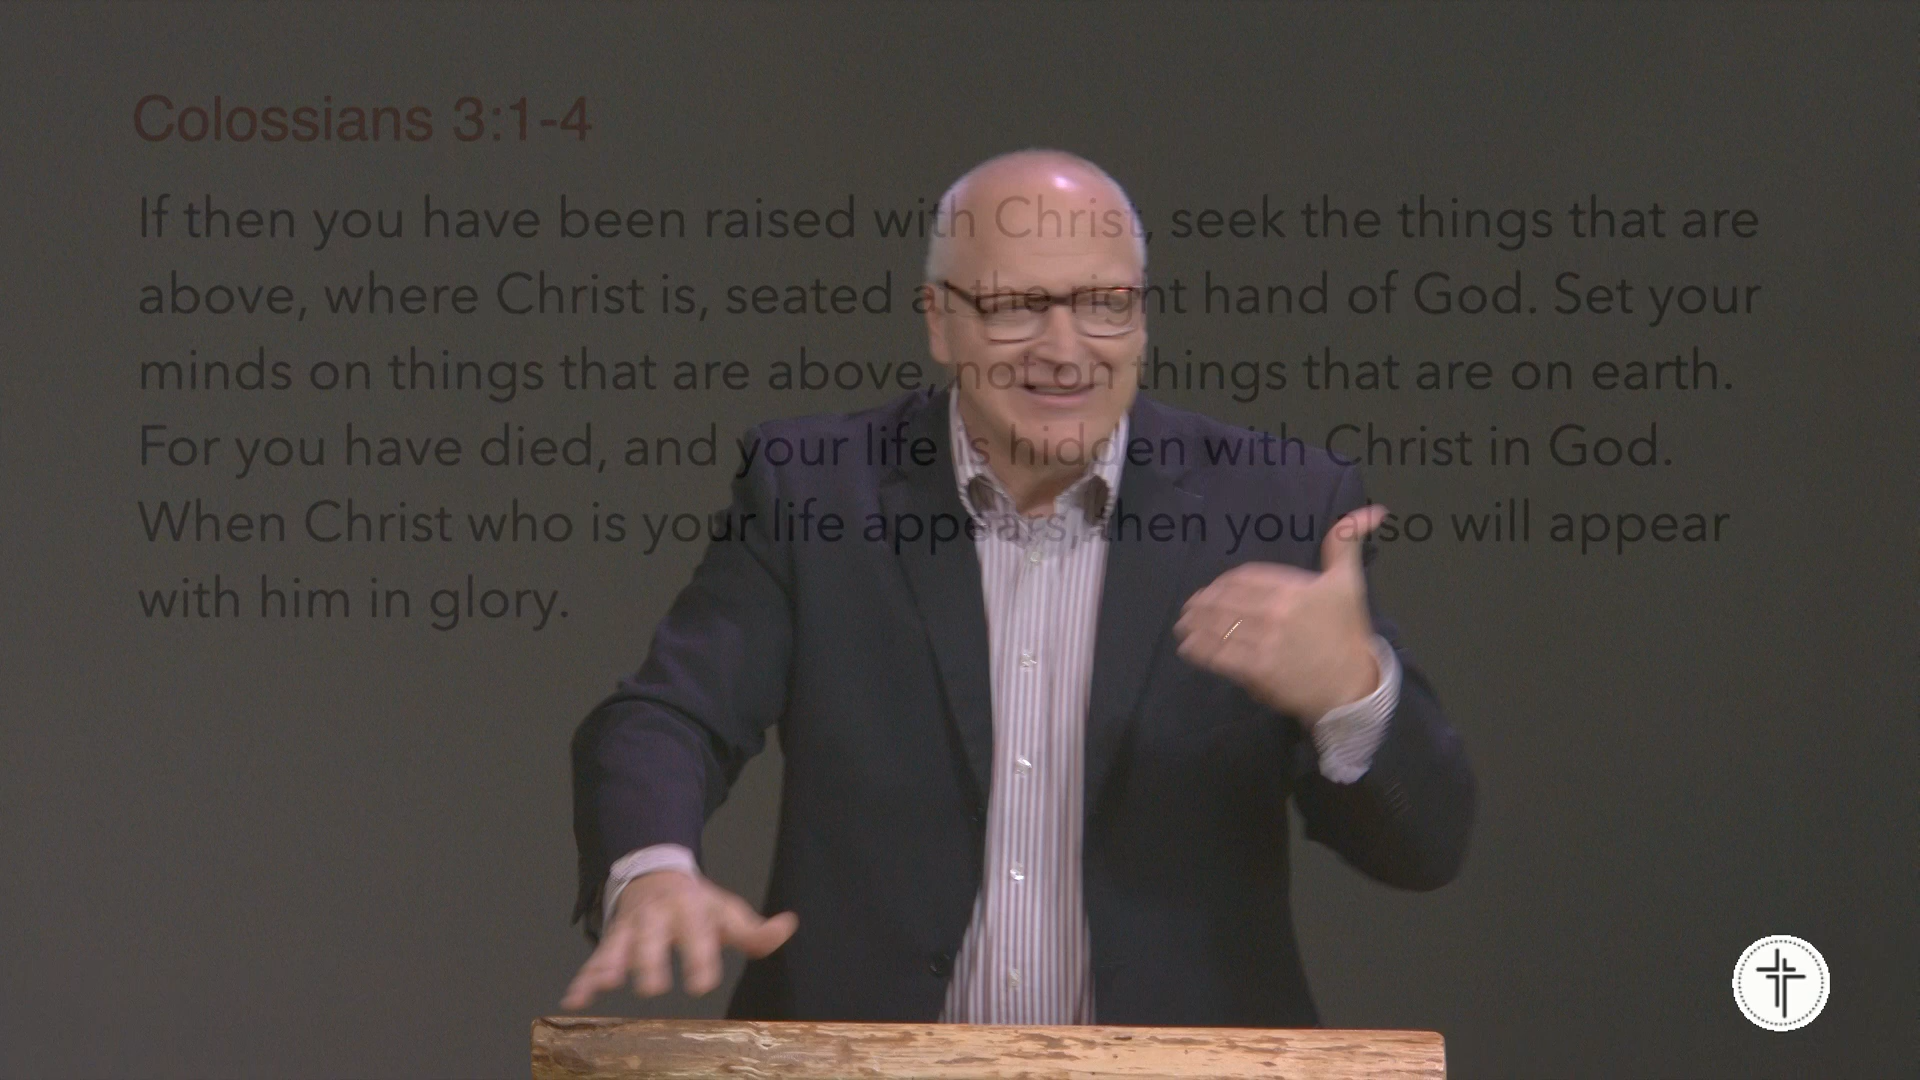 Colossians 3:1-4
If then you have been raised with Christ, seek the things that are
above, where Christ is, seated at the right hand of God. Set your
minds on things that are above, not on things that are on earth.
For you have died, and your life is hidden with Christ in God.
When Christ who is your life appears, then you also will appear
with him in glory.